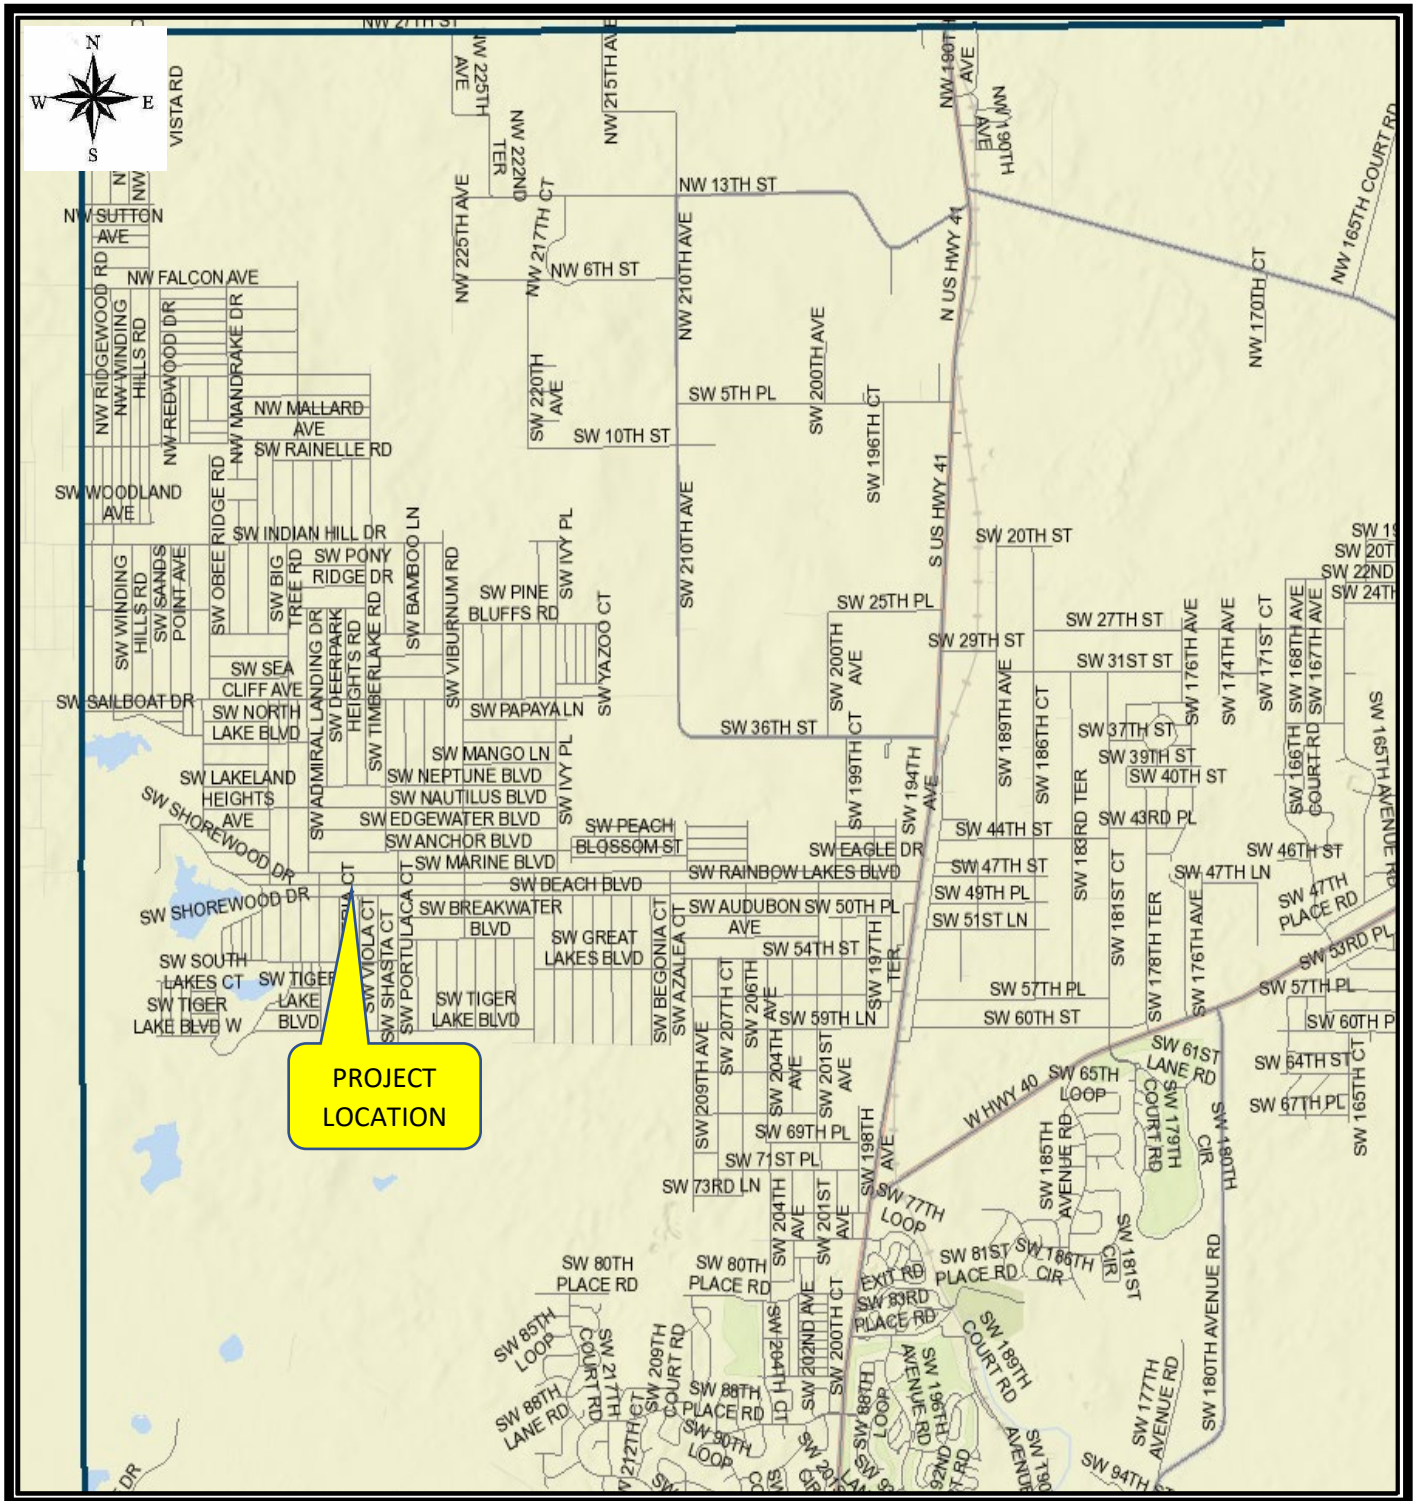 NW 27TH ST
N
W
E
S
VISTA RD
NW 225TH
AVE
NW 215TH AVE
NW 190TH
AVE
NW 190TH
AVE
NW 165TH COURT RD
NW 222ND
TER
NW 13TH ST
NW SUTTON
AVE
NW 225TH AVE
NW 217TH CT
NW 210TH AVE
N US HWY 41
NW 6TH ST
NW FALCON AVE
NW 170TH CT
NW RIDGEWOOD RD
NW WINDING
HILLS RD
NW REDWOOD DR
NW MANDRAKE DR
SW 220TH
AVE
SW 200TH AVE
SW 5TH PL
SW 196TH CT
NW MALLARD
AVE
SW 10TH ST
SW RAINELLE RD
SW WOODLAND
AVE
SW OBEE RIDGE RD
SW INDIAN HILL DR
SW BAMBOO LN
SW IVY PL
SW 210TH AVE
S US HWY 41
SW 20TH ST
SW 20T
SW 22ND
SW 24TH
SW WINDING
HILLS RD
SW SANDS
POINT AVE
SW BIG
TREE RD
SW PONY
RIDGE DR
SW VIBURNUM RD
SW PINE
BLUFFS RD
SW YAZOO CT
SW 25TH PL
SW 27TH ST
SW 29TH ST
SW 31ST ST
SW 176TH AVE
SW 174TH AVE
SW 171ST CT
SW 168TH AVE
SW 167TH AVE
SW SEA
CLIFF AVE
SW ADMIRAL LANDING DR
SW DEERPARK
HEIGHTS RD
SW TIMBERLAKE RD
SW 200TH
AVE
SW 189TH AVE
SW 186TH CT
SW SAILBOAT DR
SW NORTH
LAKE BLVD
SW PAPAYA LN
SW 36TH ST
SW 37TH ST
SW 39TH ST
SW 40TH ST
SW 166TH
COURT RD
SW 165TH AVENUE RD
SW MANGO LN
SW IVY PL
SW 199TH CT
SW 194TH
AVE
SW 183RD TER
SW LAKELAND
HEIGHTS
AVE
SW NEPTUNE BLVD
SW NAUTILUS BLVD
SW EDGEWATER BLVD
SW ANCHOR BLVD
SW MARINE BLVD
SW BEACH BLVD
SW PEACH
BLOSSOM ST
SW EAGLE DR
SW RAINBOW LAKES BLVD
SW 43RD PL
SW 44TH ST
SW 46TH ST
SW 47TH ST
SW 47TH LN
SW 47TH
PLACE RD
SW 49TH PL
SW 51ST LN
SW SHOREWOOD DR
SW SHOREWOOD DR
SW VIOLA CT
SW SHASTA CT
SW PORTULACA CT
SW BREAKWATER
BLVD
SW GREAT
LAKES BLVD
SW BEGONIA CT
SW AZALEA CT
SW AUDUBON
AVE
SW 50TH PL
SW 54TH ST
SW 197TH
TER
SW 181ST CT
SW 178TH TER
SW 176TH AVE
SW 53RD PL
SW SOUTH
LAKES CT
SW TIGER
LAKE BLVD W
SW TIGER
LAKE
BLVD
SW TIGER
LAKE BLVD
SW 207TH CT
SW 206TH
SW 204TH
AVE
SW 59TH LN
SW 57TH PL
SW 60TH ST
SW 57TH PL
SW 60TH P
SW 209TH AVE
SW 204TH
AVE
SW 201ST
AVE
W HWY 40
SW 61ST
LANE RD
SW 64TH ST
SW 67TH PL
SW 165TH CT
PROJECT
LOCATION
SW 65TH
LOOP
SW 179TH
COURT RD
SW 180TH
CIR
SW 185TH
AVENUE RD
SW 69TH PL
SW 71ST PL
SW 73RD LN
SW 198TH
AVE
SW 204TH
AVE
SW 201ST
AVE
SW 77TH
LOOP
SW 81ST
PLACE RD
SW 186TH
CIR
SW 181ST
CIR
SW 180TH AVENUE RD
SW 80TH
PLACE RD
SW 80TH
PLACE RD
EXIT RD
SW 83RD
PLACE RD
SW 85TH
LOOP
SW 217TH
COURT RD
SW 209TH
COURT RD
SW 204TH CT
SW 202ND AVE
SW 200TH CT
SW 189TH
COURT RD
SW 196TH
AVENUE RD
SW 88TH
LANE RD
SW 88TH
PLACE RD
SW 88TH
LOOP
SW 90TH
LOOP
SW 177TH
AVENUE RD
SW 94TH